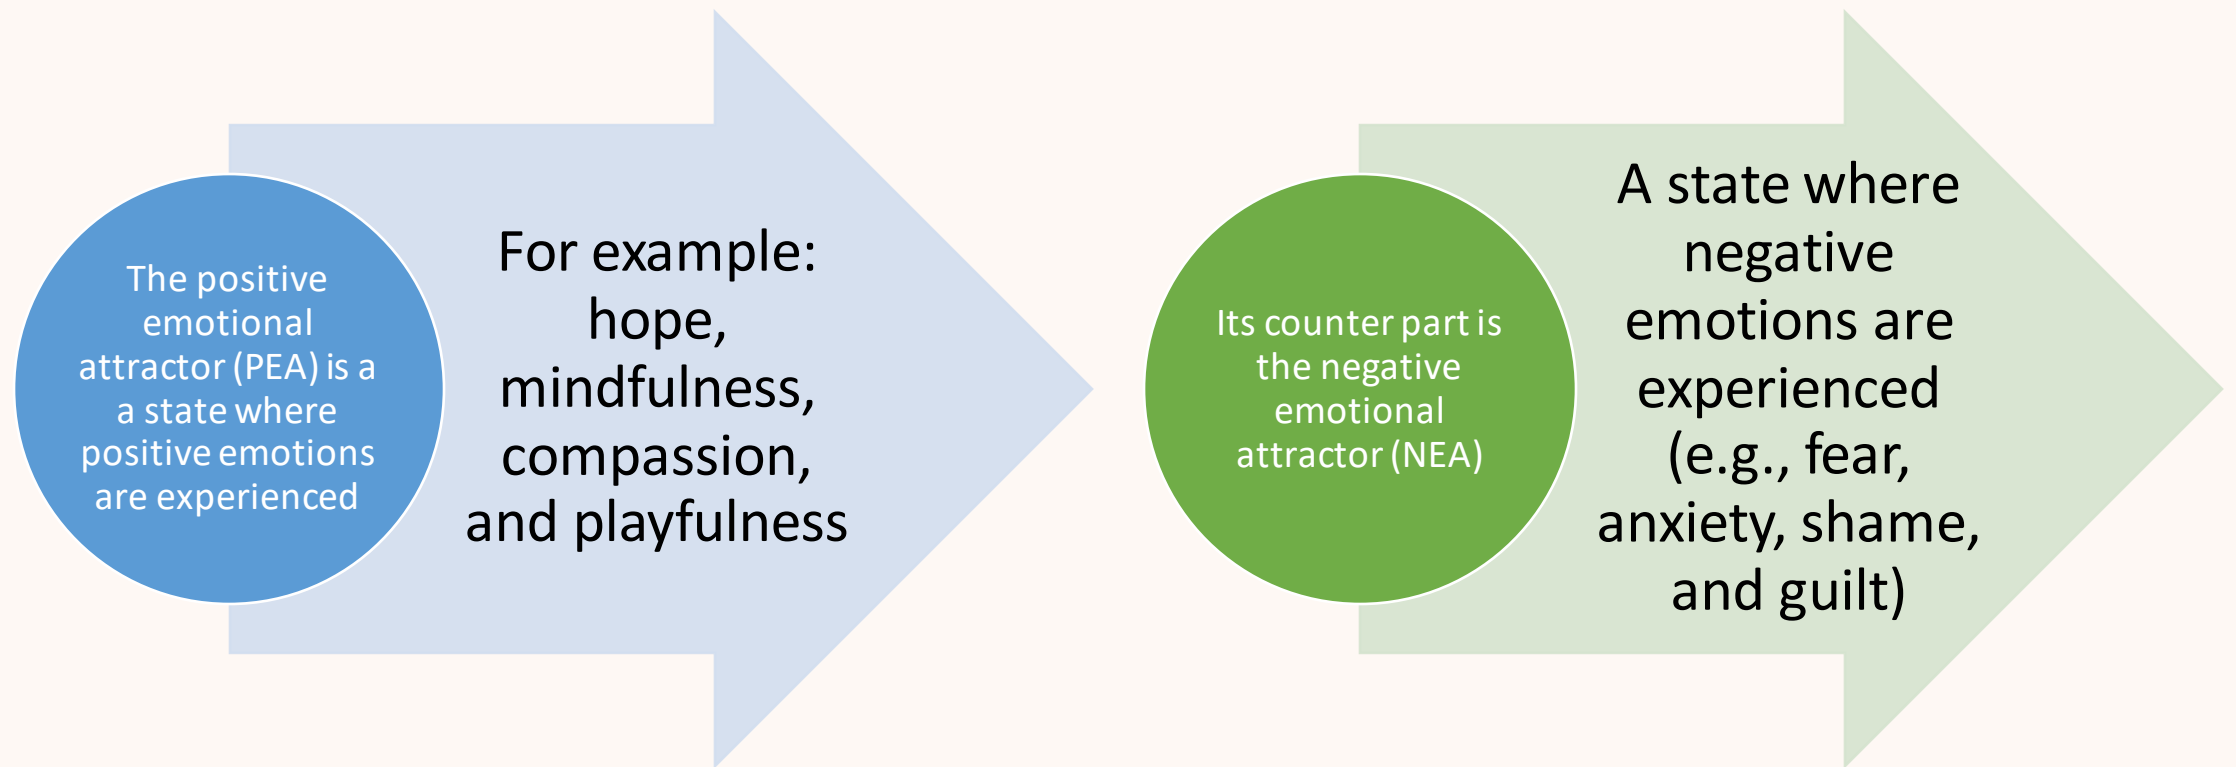 The positive
emotional
attractor (PEA) is a
a state where
positive emotions
are experienced
For example:
hope,
mindfulness,
compassion,
and playfulness
Its counter part is
the negative
emotional
attractor (NEA)
A state where
negative
emotions are
experienced
(e.g., fear,
anxiety, shame,
and guilt)